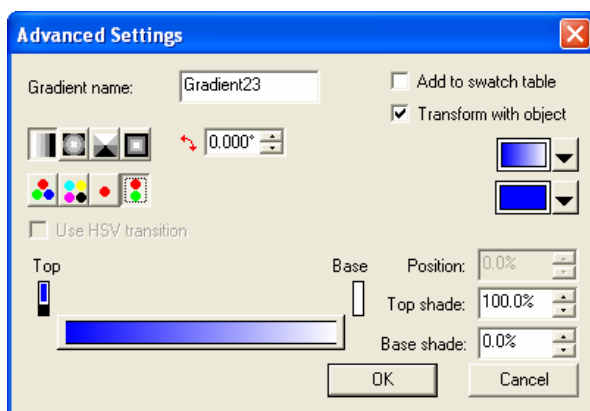 Advanced Settings
Gradient name: Gradient23
Add to swatch table
Transform with object
0.000°
Use HSV transition
Top
Base
Position: 0.0%
Top shade: 100.0%
Base shade: 0.0%
OK
Cancel